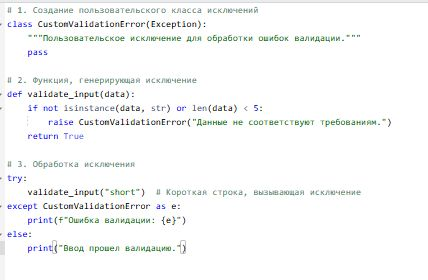 # 1. Создание пользовательского класса исключений
class CustomValidationError(Exception):
    """Пользовательское исключение для обработки ошибок валидации."""
    pass

# 2. Функция, генерирующая исключение
def validate_input(data):
    if not isinstance(data, str) or len(data) < 5:
        raise CustomValidationError("Данные не соответствуют требованиям.")
    return True

# 3. Обработка исключения
try:
    validate_input("short")  # Короткая строка, вызывающая исключение
except CustomValidationError as e:
    print(f"Ошибка валидации: {e}")
else:
    print("Ввод прошел валидацию.")